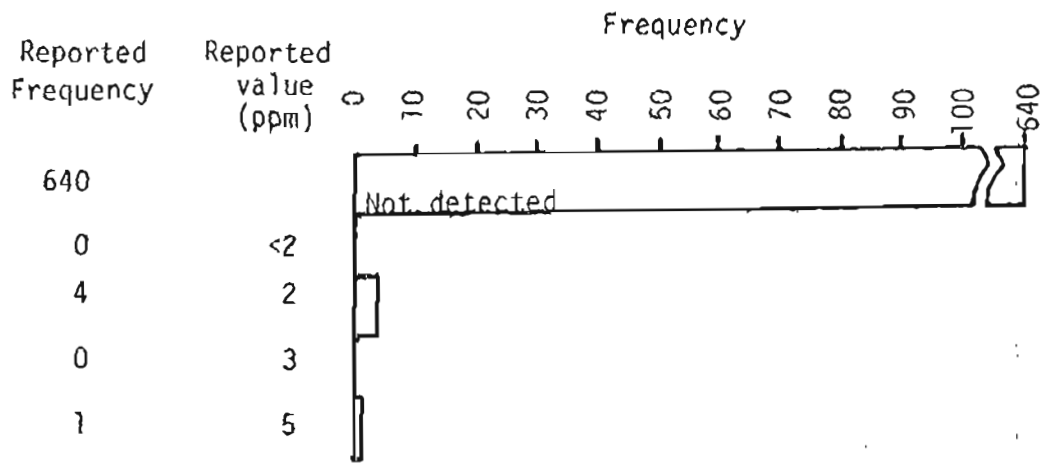 Frequency
Reported Frequency
Reported value (ppm)
0 10 20 30 40 50 60 70 80 90 100 640
640
Not detected
0 <2
4 2
0 3
1 5